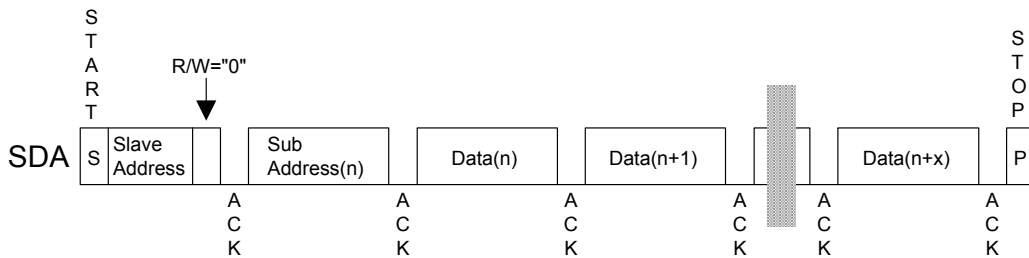 START
STOP
R/W="0"
SDA
S
Slave
Address
Sub
Address(n)
Data(n)
Data(n+1)
Data(n+x)
P
ACK
ACK
ACK
ACK
ACK
ACK